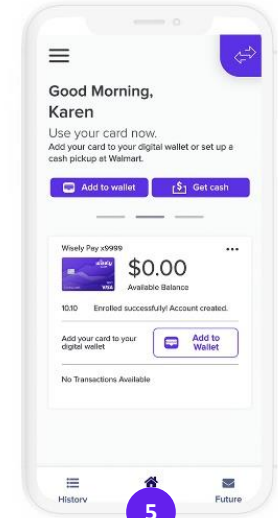 Good Morning,
Karen
Use your card now.
Add your card to your digital wallet or set up a
cash pickup at Walmart.
Add to wallet
Get cash
Wisely Pay x9999
wisely
VISA
$0.00
Available Balance
10.10 Enrolled successfully! Account created.
Add your card to your
digital wallet
Add to
Wallet
No Transactions Available
History
5
Future